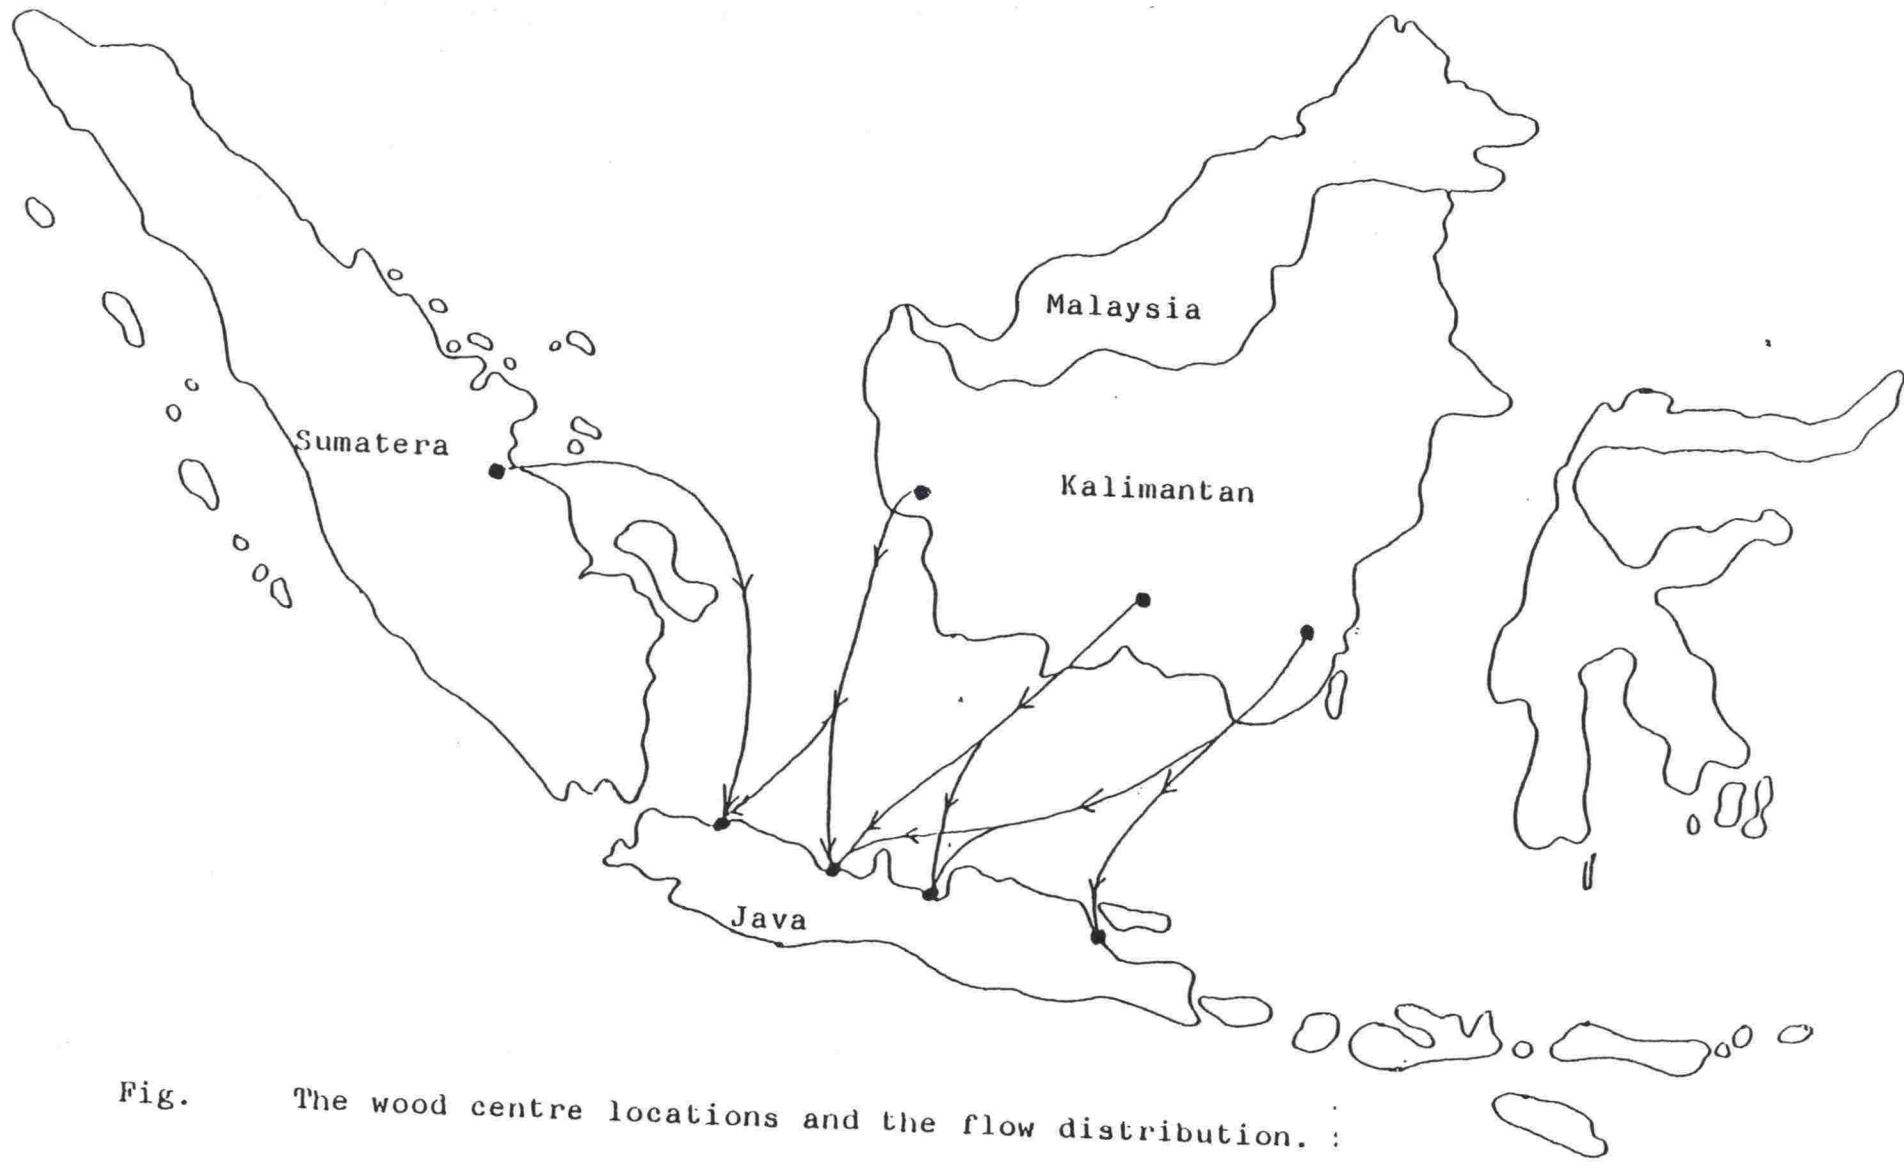 Malaysia
Sumatera
Kalimantan
Java
Fig. The wood centre locations and the flow distribution. :